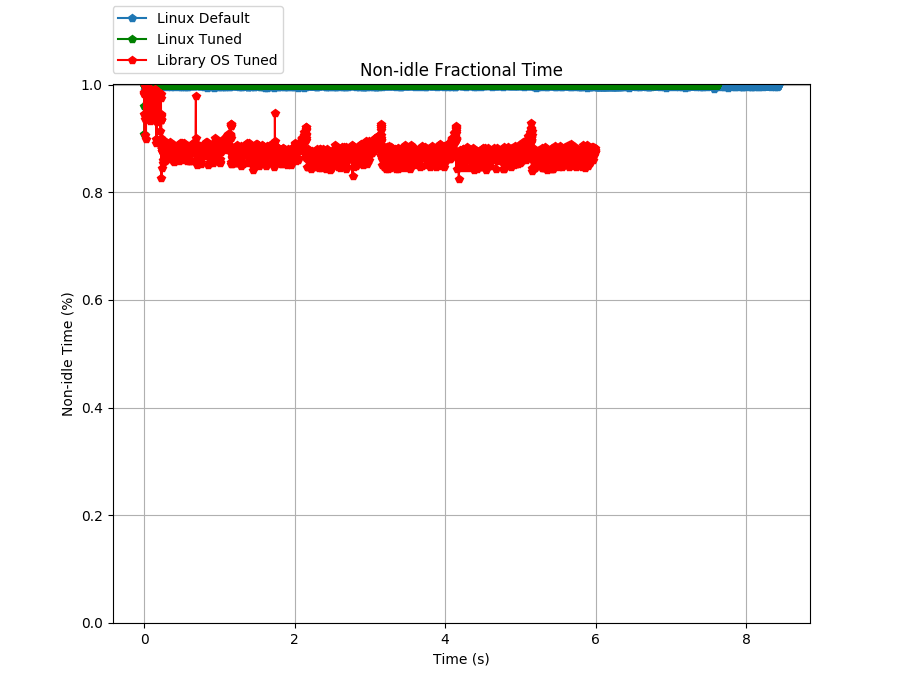 Linux Default
Linux Tuned
Library OS Tuned
Non-idle Fractional Time
1.0
0.8
0.6
0.4
0.2
0.0
Non-idle Time (%)
0 2 4 6 8
Time (s)